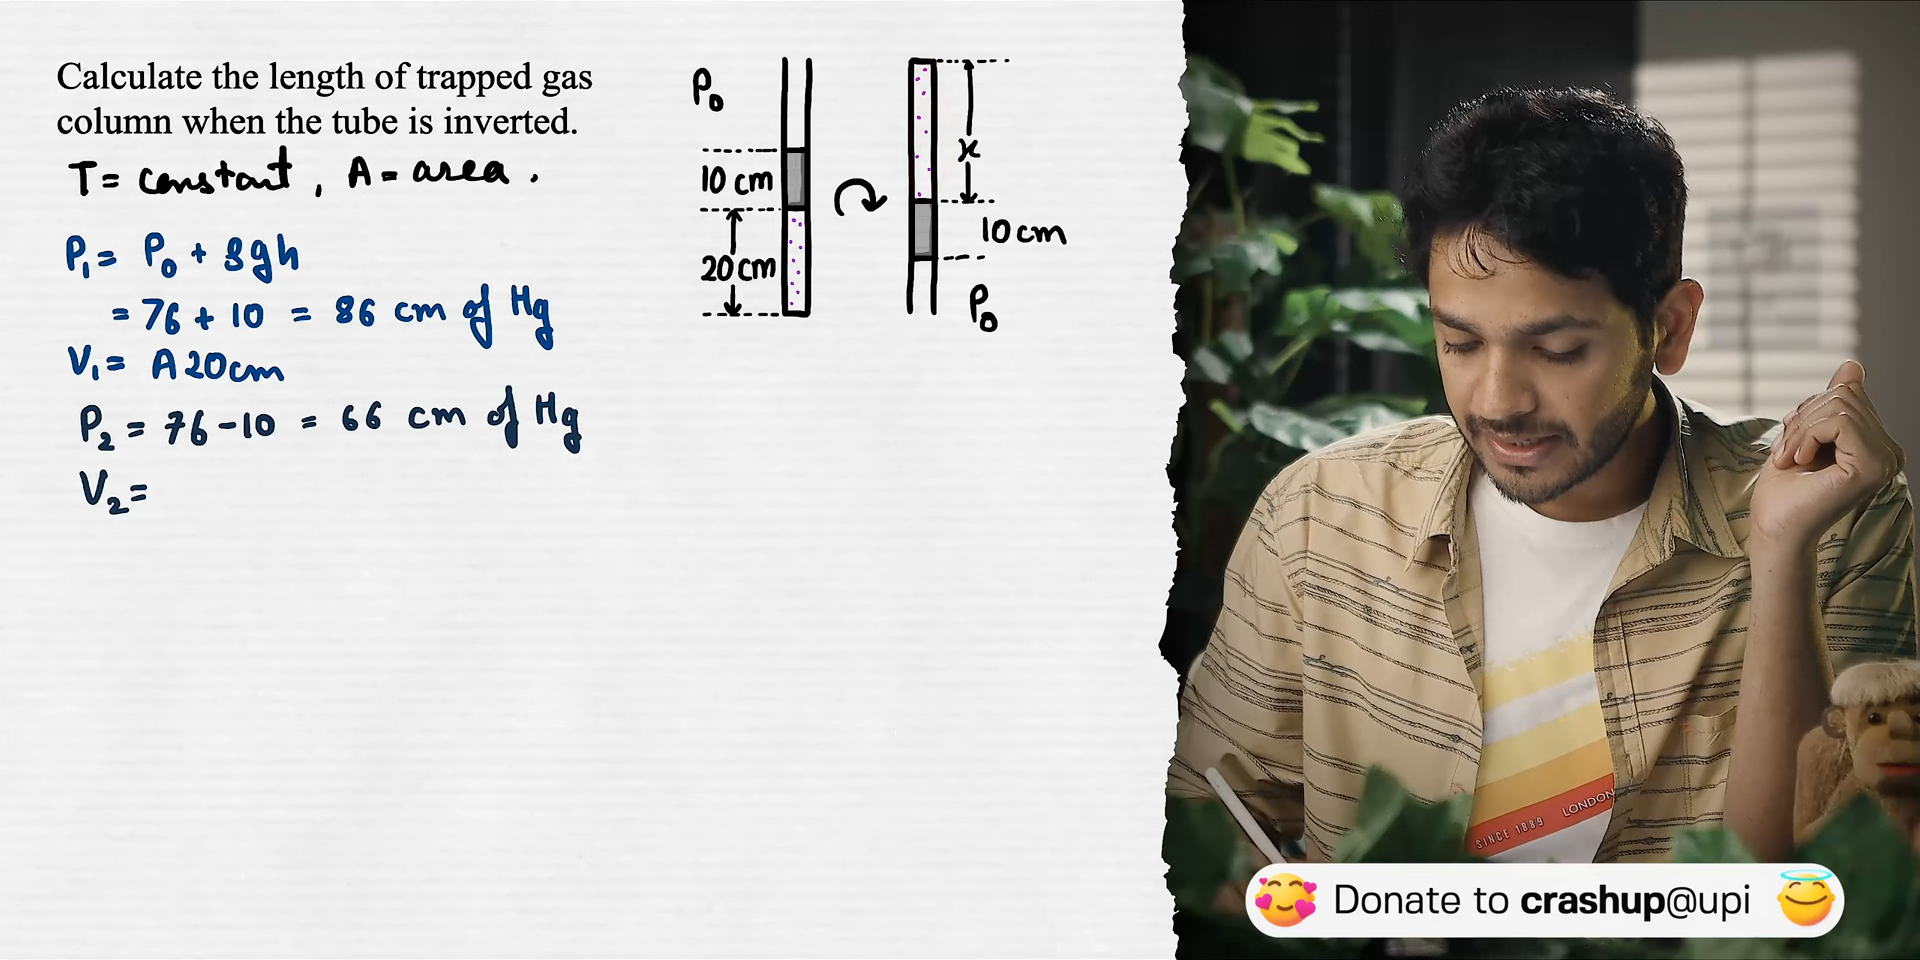 Calculate the length of trapped gas
column when the tube is inverted.
T = constant, A = area.
P₁ = P₀ + ρgh
= 76 + 10 = 86 cm of Hg
V₁ = A 20cm
P₂ = 76 - 10 = 66 cm of Hg
V₂ =
P₀
10 cm
20 cm
x
10 cm
P₀
SINCE 1889 LONDON
Donate to crashup@upi